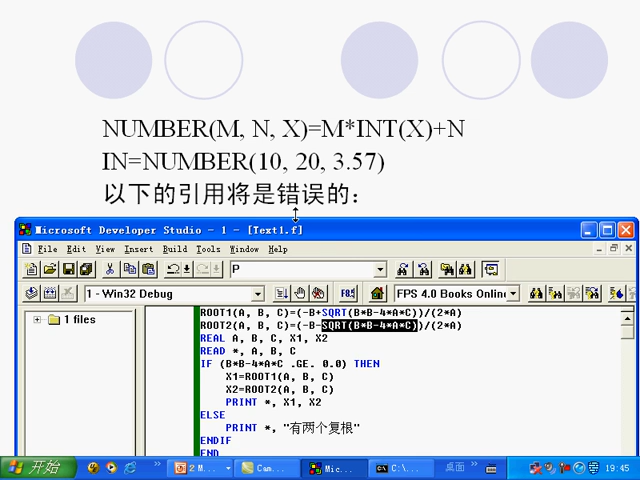 NUMBER(M, N, X)=M*INT(X)+N
IN=NUMBER(10, 20, 3.57)
以下的引用将是错误的：
Microsoft Developer Studio - 1 - [Text1.f]
File Edit View Insert Build Tools Window Help
P
1 - Win32 Debug
FPS 4.0 Books Onlin
1 files
ROOT1(A, B, C)=(-B+SQRT(B*B-4*A*C))/(2*A)
ROOT2(A, B, C)=(-B-SQRT(B*B-4*A*C))/(2*A)
REAL A, B, C, X1, X2
READ *, A, B, C
IF (B*B-4*A*C .GE. 0.0) THEN
X1=ROOT1(A, B, C)
X2=ROOT2(A, B, C)
PRINT *, X1, X2
ELSE
PRINT *, "有两个复根"
ENDIF
END
开始
2 M...
Cam...
Mic...
C:\...
桌面
19:45